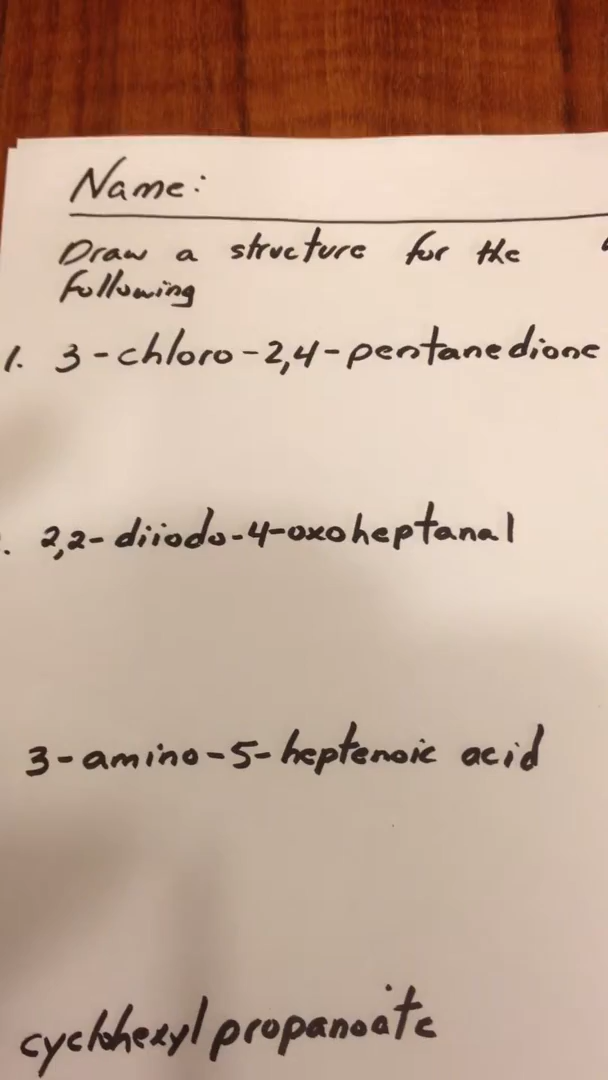 Name:
Draw a structure for the
following
1. 3-chloro-2,4-pentanedione
. 2,2-diiodo-4-oxoheptanal
3-amino-5-heptenoic acid
cyclohexyl propanoate